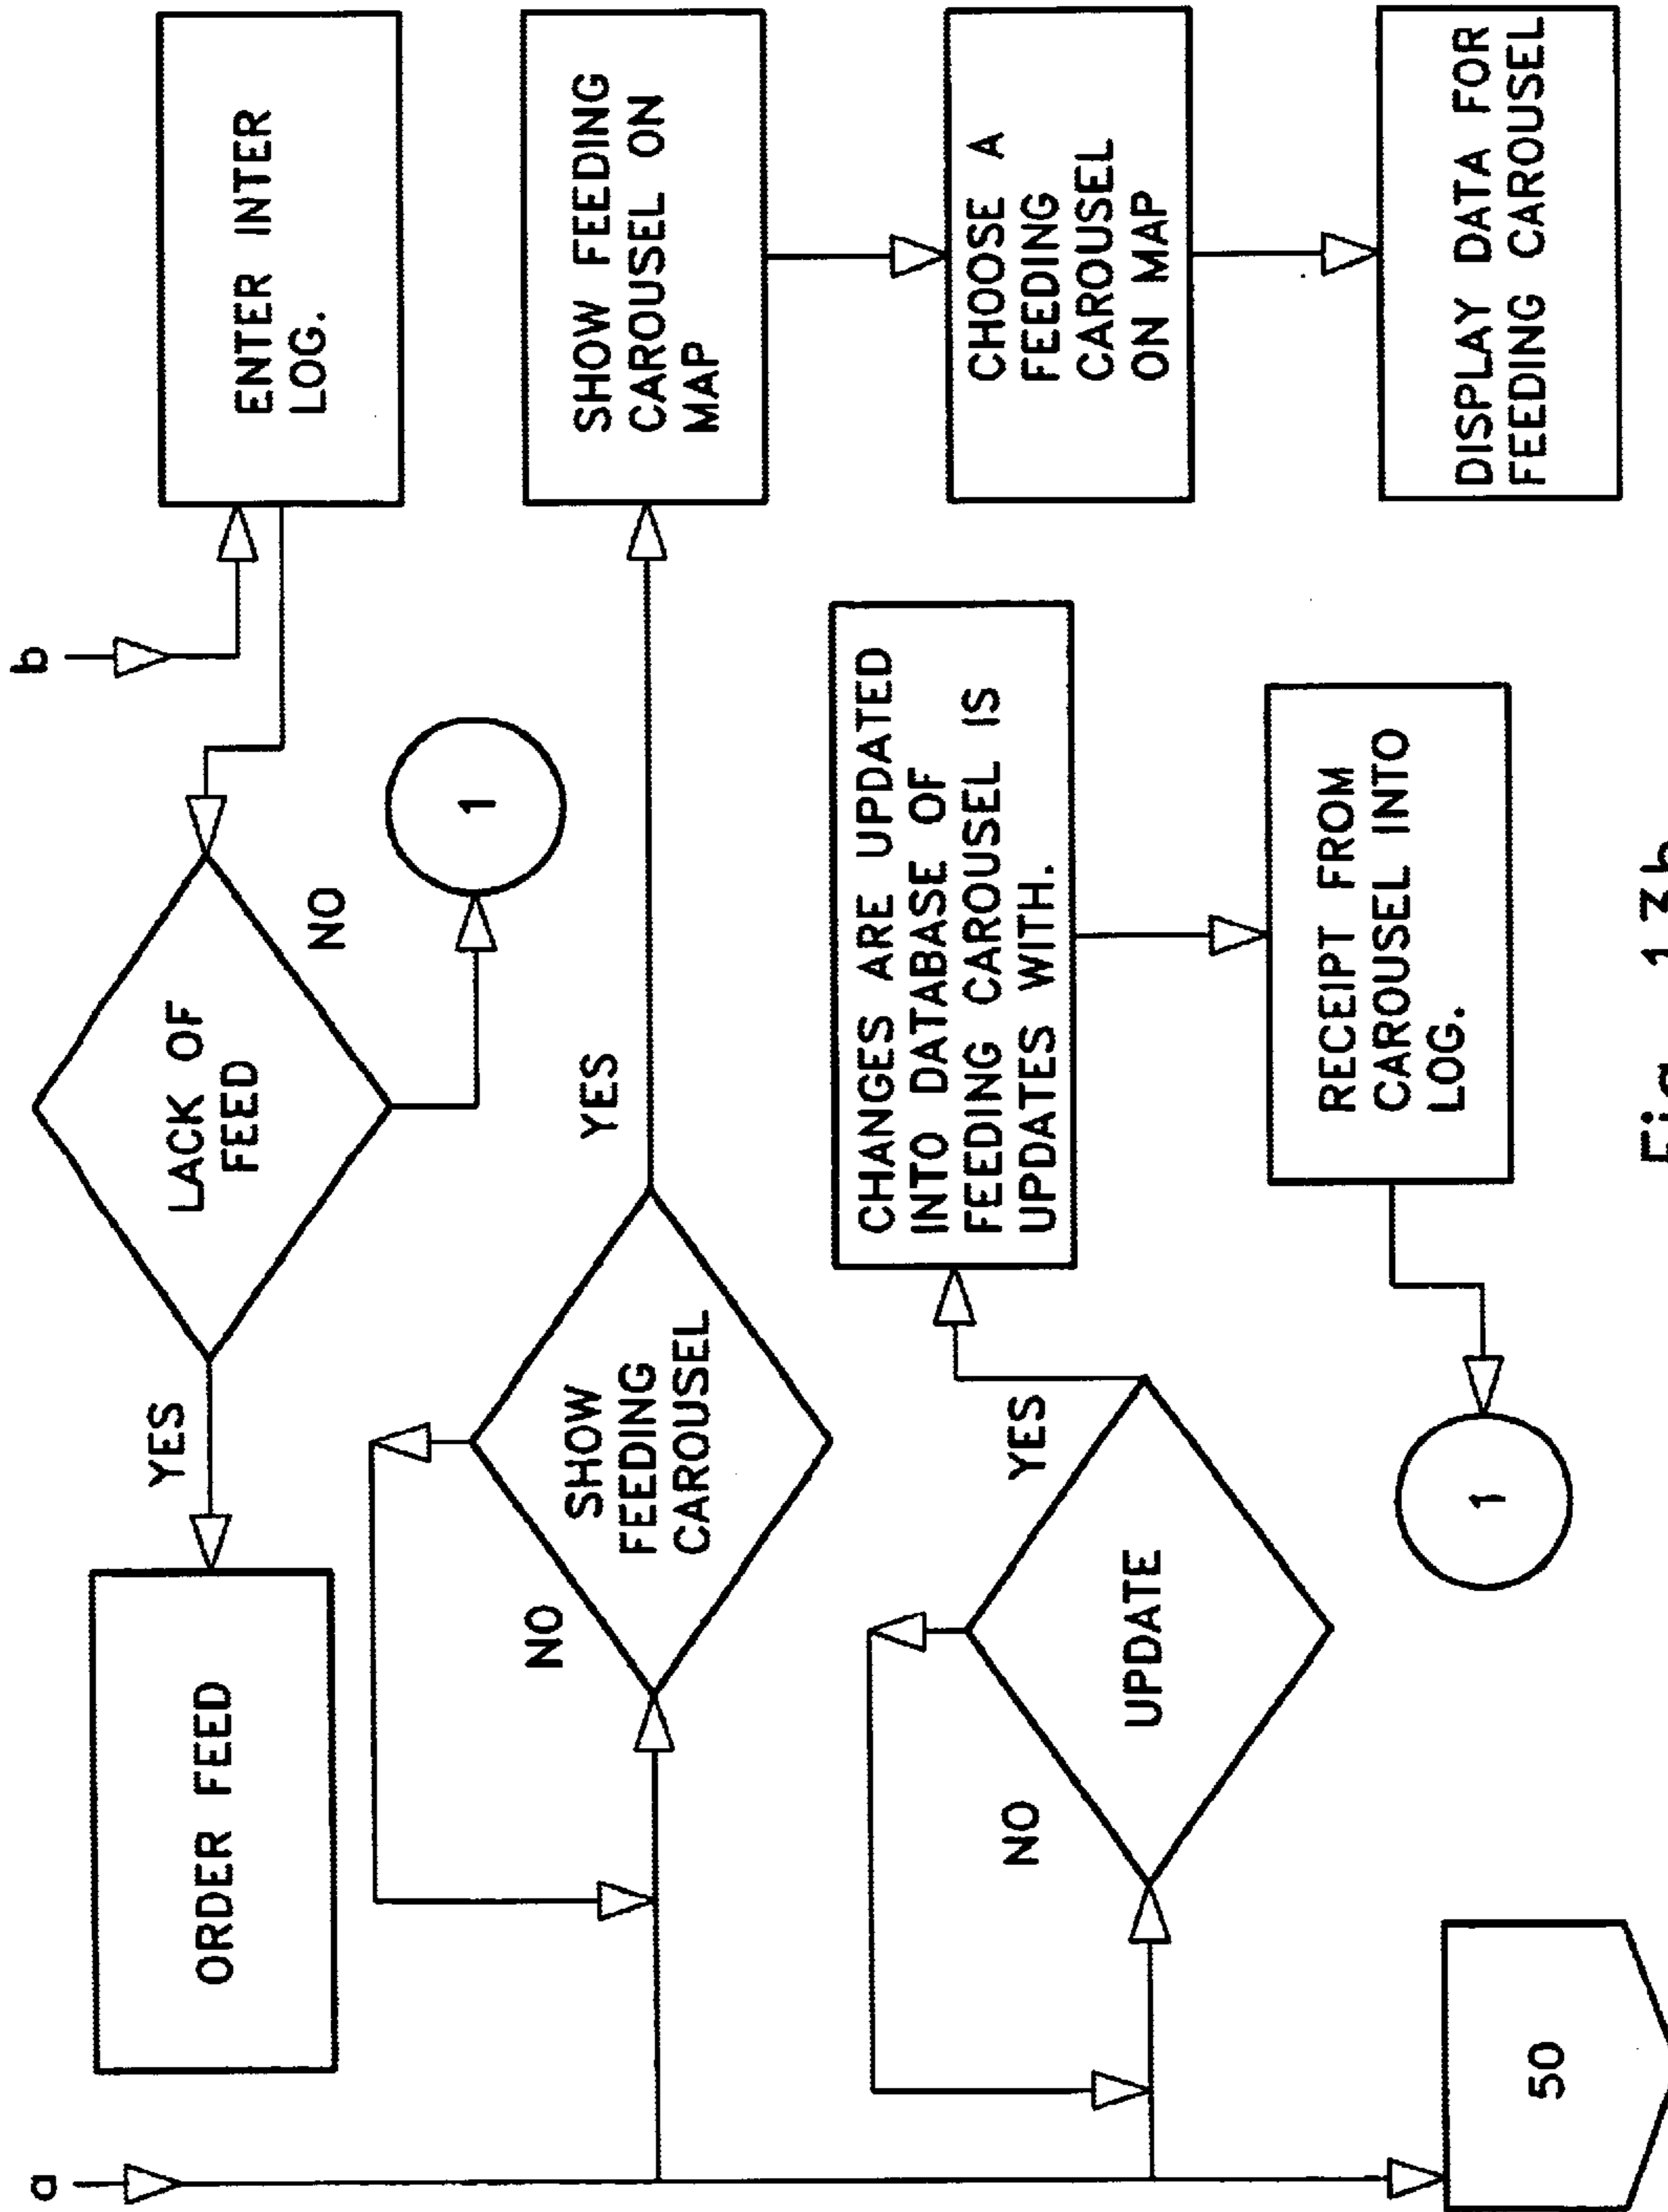 a
b
ORDER FEED
YES
LACK OF
FEED
NO
1
ENTER INTER
LOG.
NO
SHOW
FEEDING
CAROUSEL
YES
SHOW FEEDING
CAROUSEL ON
MAP
CHOOSE A
FEEDING
CAROUSEL
ON MAP
DISPLAY DATA FOR
FEEDING CAROUSEL
NO
UPDATE
YES
CHANGES ARE UPDATED
INTO DATABASE OF
FEEDING CAROUSEL IS
UPDATES WITH.
RECEIPT FROM
CAROUSEL INTO
LOG.
1
50